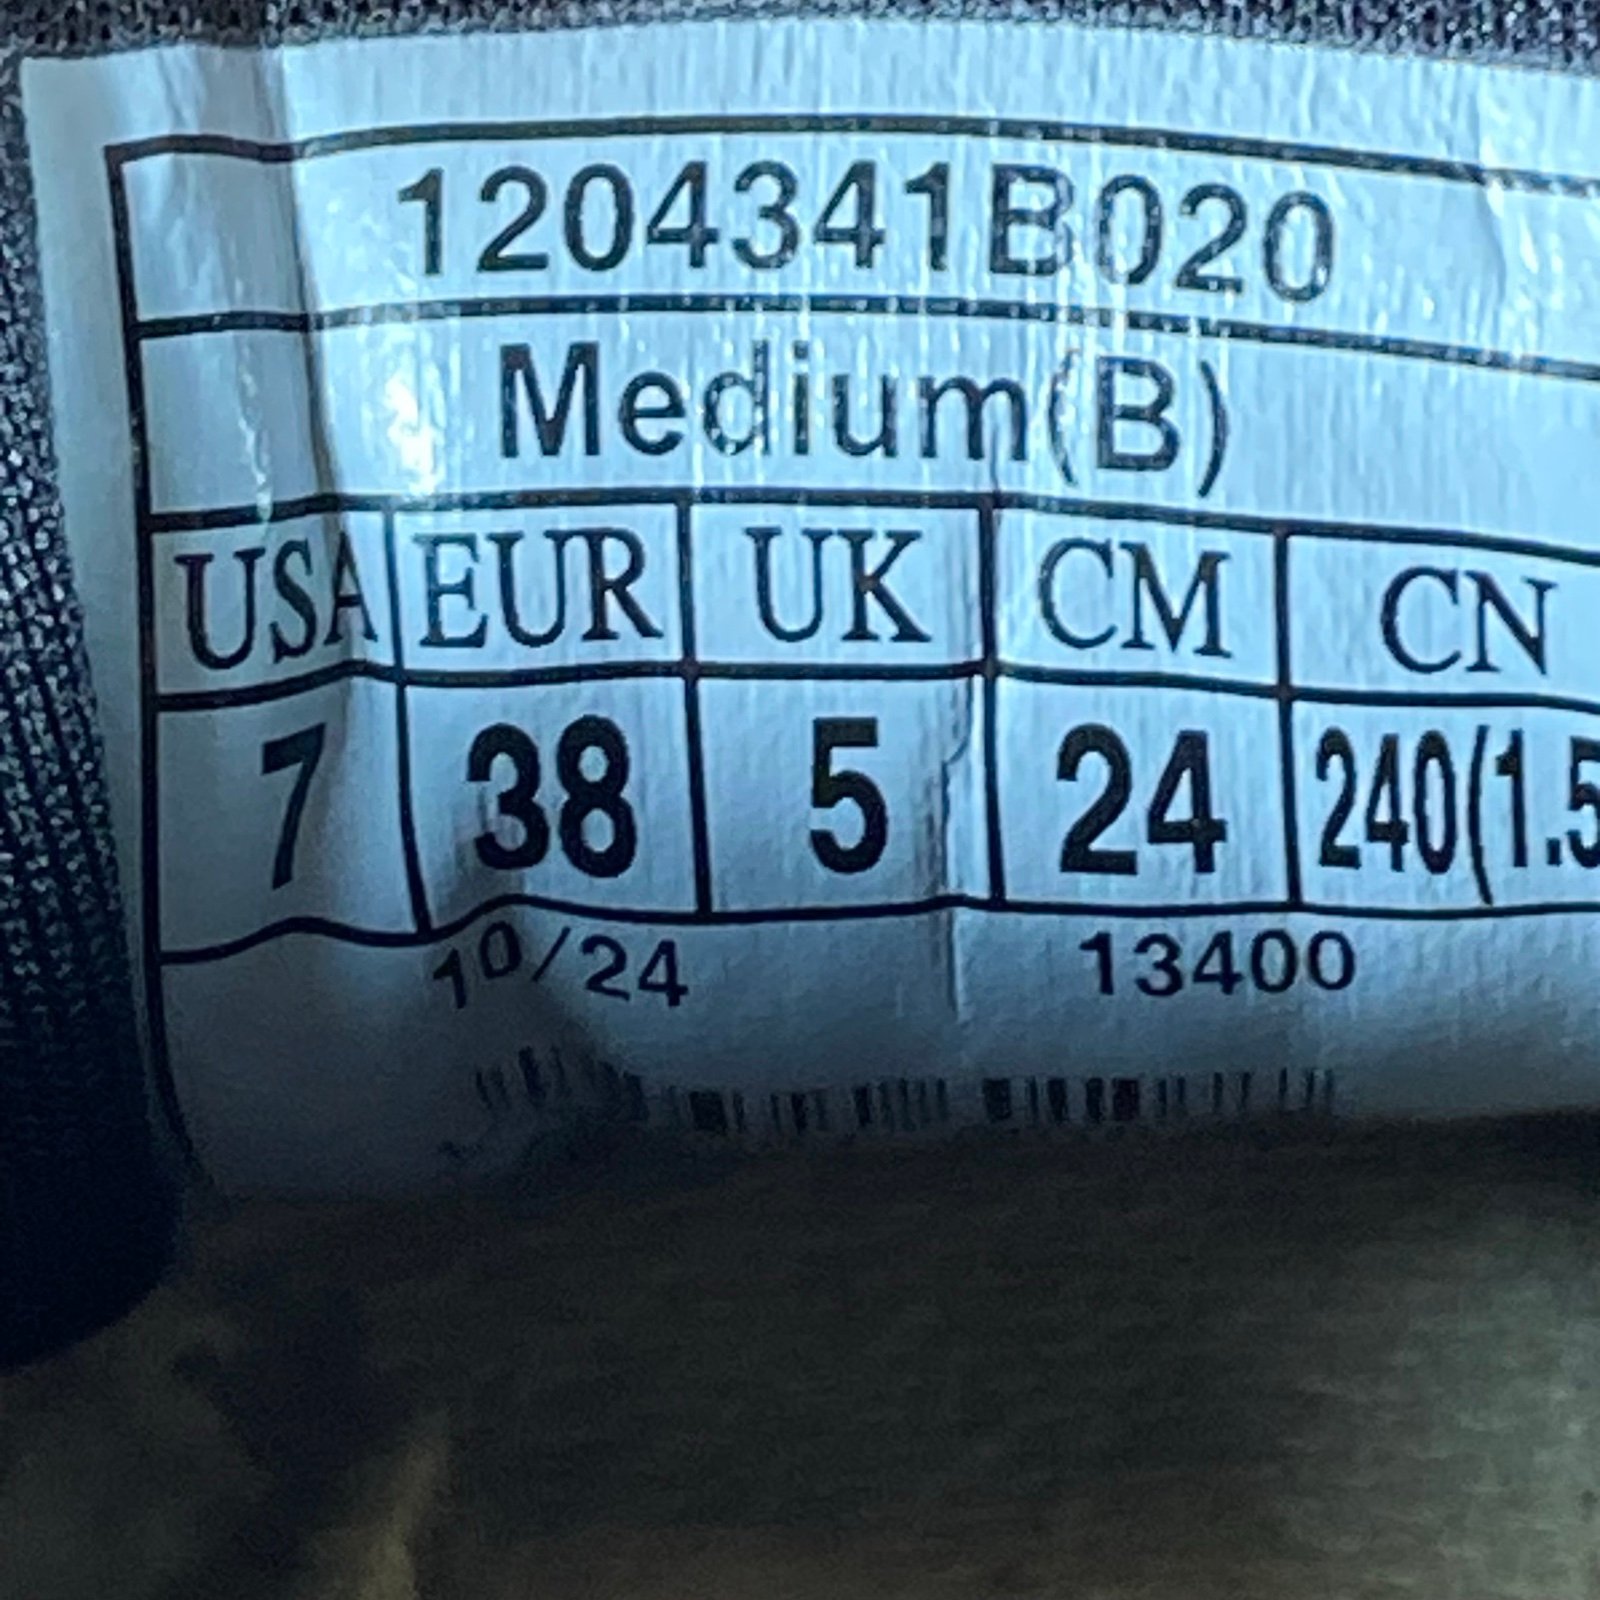 1204341B020
Medium(B)
USA EUR UK CM CN
7 38 5 24 240(1.5
10/24 13400